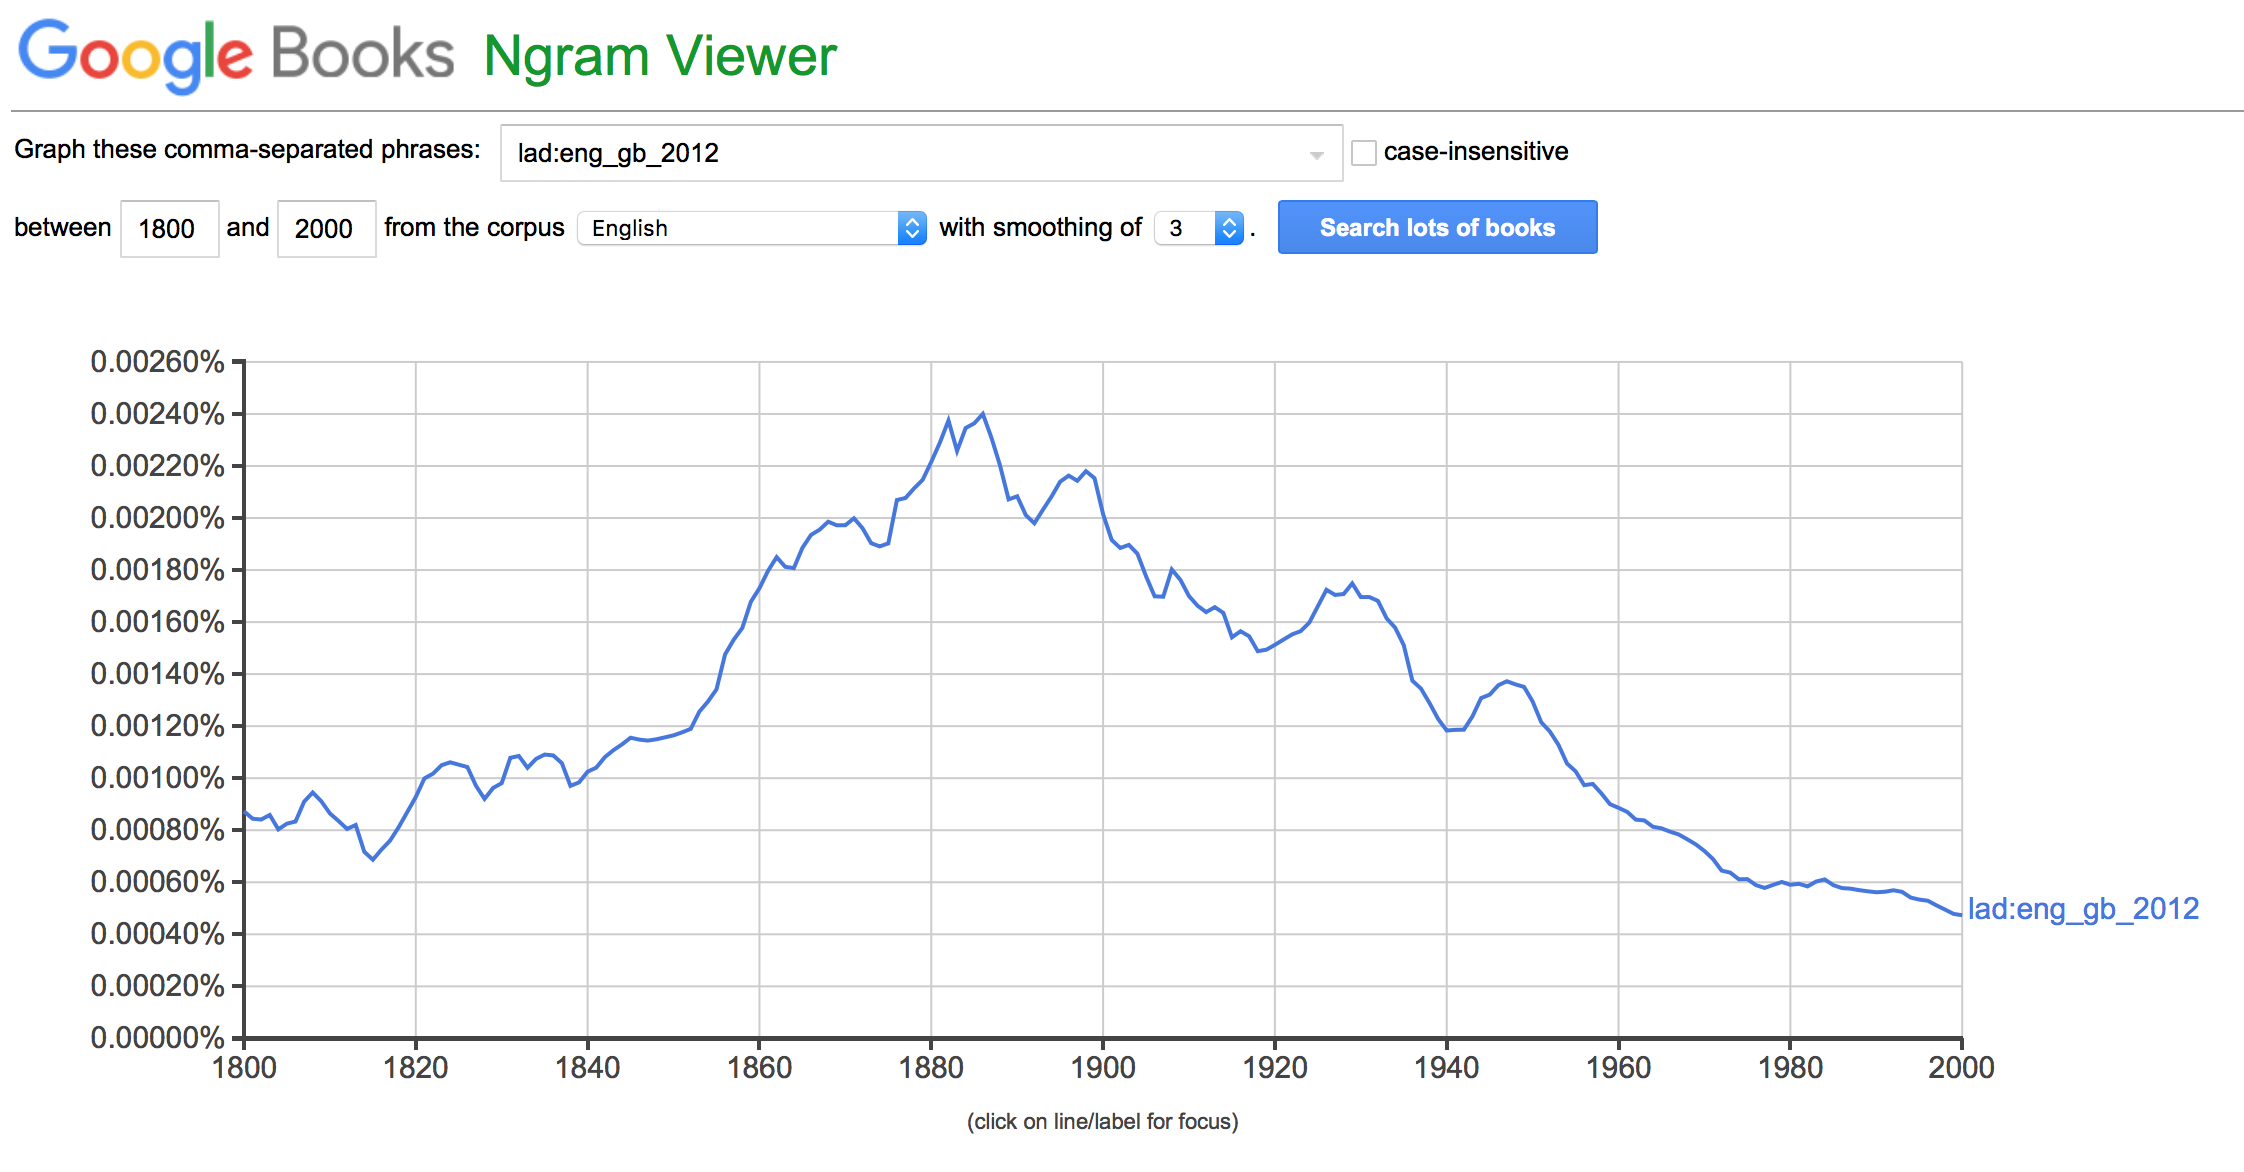 Google Books Ngram Viewer
Graph these comma-separated phrases: lad:eng_gb_2012 case-insensitive
between 1800 and 2000 from the corpus English with smoothing of 3 . Search lots of books
0.00260%
0.00240%
0.00220%
0.00200%
0.00180%
0.00160%
0.00140%
0.00120%
0.00100%
0.00080%
0.00060%
lad:eng_gb_2012
0.00040%
0.00020%
0.00000%
1800 1820 1840 1860 1880 1900 1920 1940 1960 1980 2000
(click on line/label for focus)